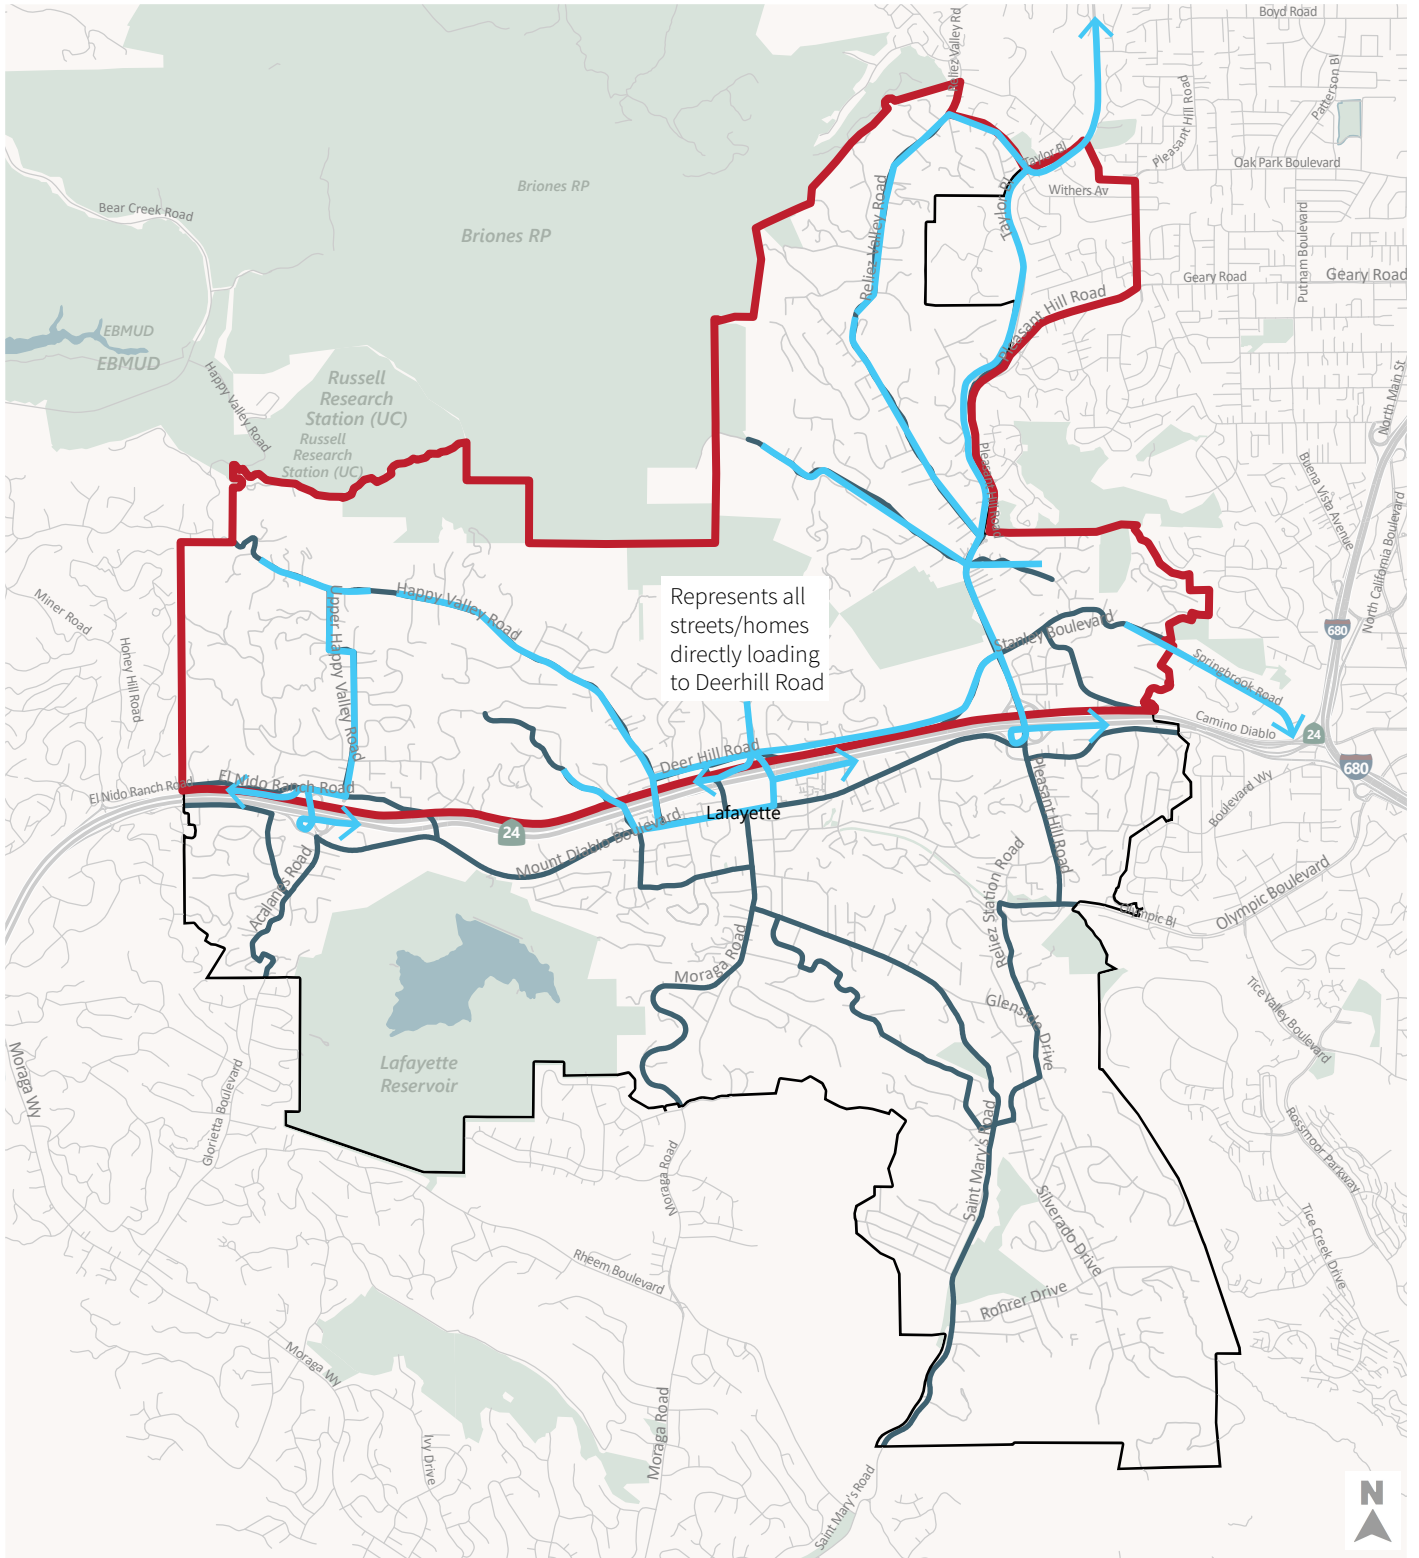 Boyd Road
Reliez Valley Rd
Pleasant Hill Road
Patterson Bl
Taylor Bl
Oak Park Boulevard
Withers Av
Briones RP
Bear Creek Road
Briones RP
Reliez Valley Road
Taylor Bl
Putnam Boulevard
Geary Road
Geary Road
Pleasant Hill Road
EBMUD
EBMUD
Happy Valley Road
Russell
Research
Station (UC)
Russell
Research
Station (UC)
North Main St
Pleasant Hill Road
Buena Vista Avenue
North California Boulevard
Miner Road
Honey Hill Road
Upper Happy Valley Road
Happy Valley Road
Represents all
streets/homes
directly loading
to Deerhill Road
Stanley Boulevard
680
Springbrook Road
Camino Diablo
24
680
Deer Hill Road
El Nido Ranch Road
El Nido Ranch Road
Lafayette
24
Mount Diablo Boulevard
Pleasant Hill Road
Boulevard Wy
Acalanes Road
Reliez Station Road
Olympic Boulevard
Olympic Bl
Moraga Road
Glenside Drive
Tice Valley Boulevard
Moraga Wy
Glorietta Boulevard
Lafayette
Reservoir
Saint Mary's Road
Rossmoor Parkway
Moraga Road
Silverado Drive
Tice Creek Drive
Rheem Boulevard
Rohrer Drive
Moraga Wy
Moraga Road
Ivy Drive
Saint Mary's Road
N